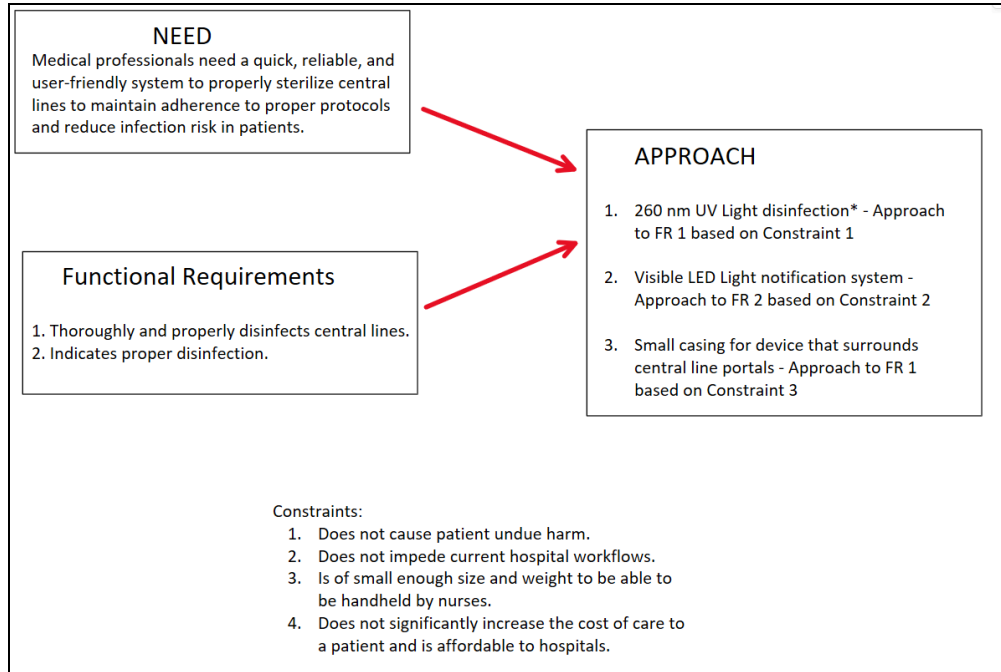 NEED
Medical professionals need a quick, reliable, and
user-friendly system to properly sterilize central
lines to maintain adherence to proper protocols
and reduce infection risk in patients.
Functional Requirements
1. Thoroughly and properly disinfects central lines.
2. Indicates proper disinfection.
APPROACH
1. 260 nm UV Light disinfection* - Approach
to FR 1 based on Constraint 1
2. Visible LED Light notification system -
Approach to FR 2 based on Constraint 2
3. Small casing for device that surrounds
central line portals - Approach to FR 1
based on Constraint 3
Constraints:
1. Does not cause patient undue harm.
2. Does not impede current hospital workflows.
3. Is of small enough size and weight to be able to
be handheld by nurses.
4. Does not significantly increase the cost of care to
a patient and is affordable to hospitals.